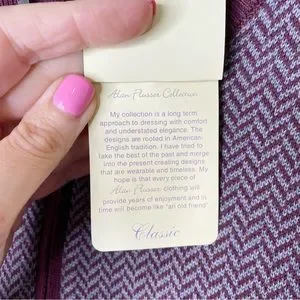 Alan Flusser Collection
My collection is a long term
approach to dressing with comfort
and understated elegance. The
designs are rooted in American-
English tradition. I have tried to
take the best of the past and merge
into the present creating designs
that are wearable and timeless. My
hope is that every piece of
Alan Flusser clothing will
provide years of enjoyment and in
time will become like "an old friend"
Classic